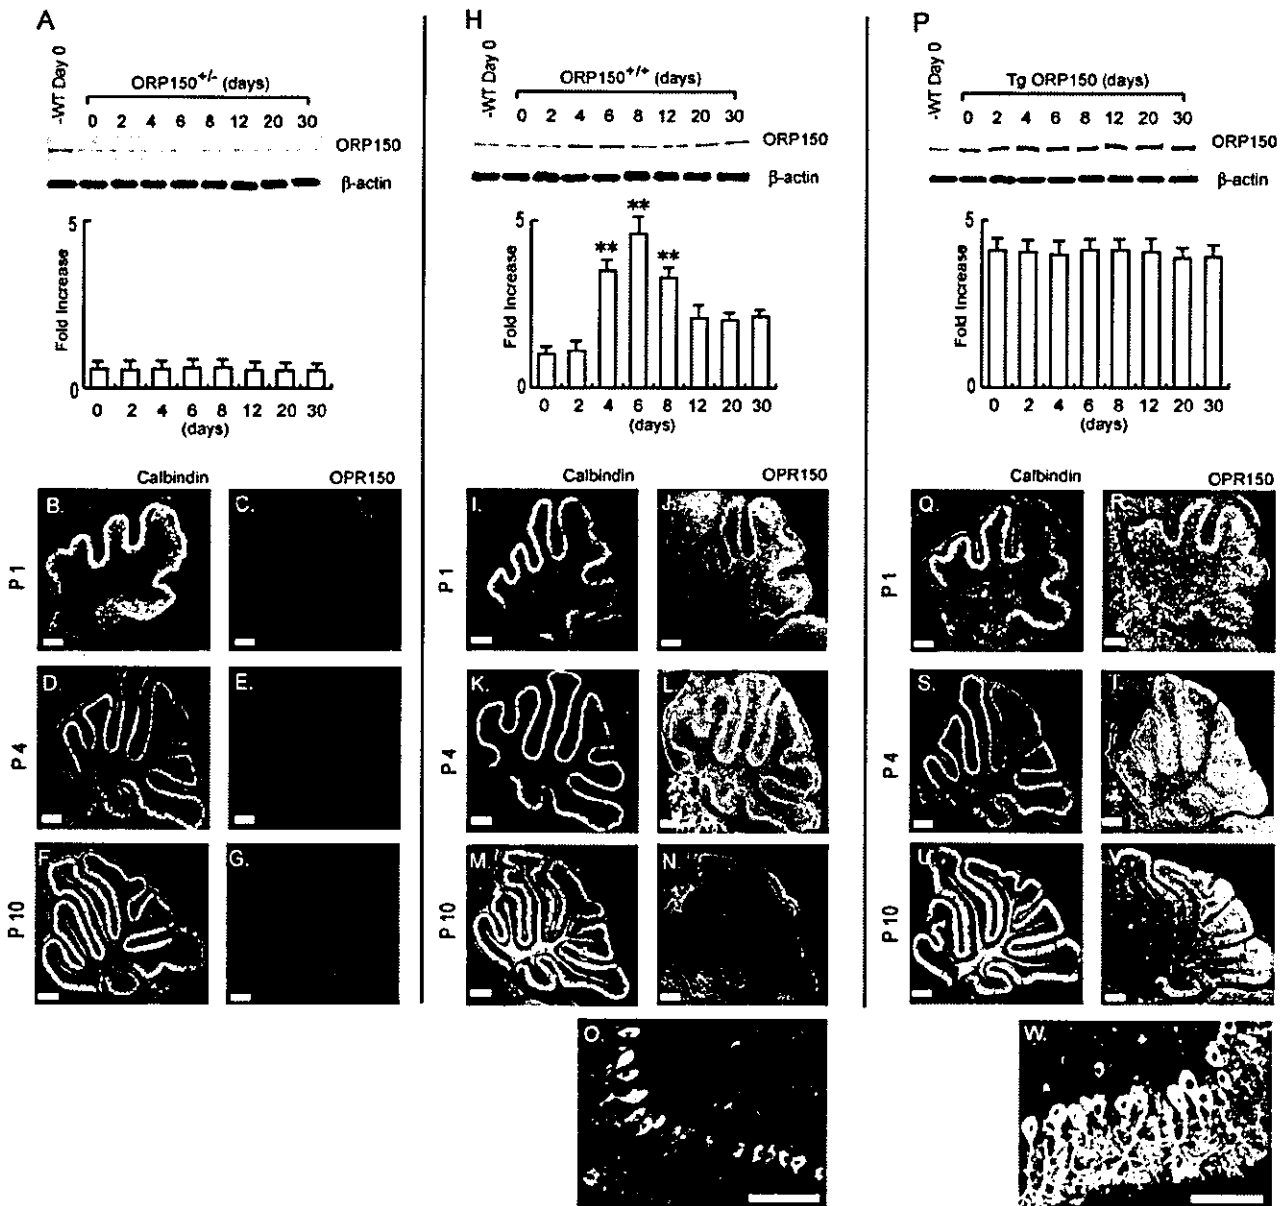 A
-WT Day 0
ORP150+/- (days)
0 2 4 6 8 12 20 30
ORP150
β-actin
5
Fold Increase
0
0 2 4 6 8 12 20 30
(days)
Calbindin OPR150
P 1
B. C.
P 4
D. E.
P 10
F. G.
H
-WT Day 0
ORP150+/+ (days)
0 2 4 6 8 12 20 30
ORP150
β-actin
5
** ** **
Fold Increase
0
0 2 4 6 8 12 20 30
(days)
Calbindin OPR150
P 1
I. J.
P 4
K. L.
P 10
M. N.
O.
P
-WT Day 0
Tg ORP150 (days)
0 2 4 6 8 12 20 30
ORP150
β-actin
5
Fold Increase
0
0 2 4 6 8 12 20 30
(days)
Calbindin OPR150
P 1
Q. R.
P 4
S. T.
P 10
U. V.
W.